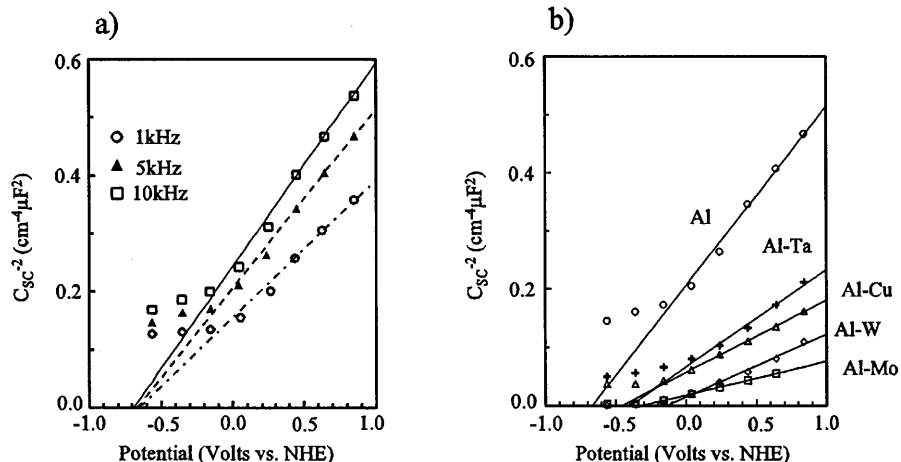 a)
0.6
0.4
0.2
0.0
C_SC^-2 (cm^-4μF^2)
1kHz
5kHz
10kHz
-1.0 -0.5 0.0 0.5 1.0
Potential (Volts vs. NHE)
b)
0.6
0.4
0.2
0.0
C_SC^-2 (cm^-4μF^2)
Al
Al-Ta
Al-Cu
Al-W
Al-Mo
-1.0 -0.5 0.0 0.5 1.0
Potential (Volts vs. NHE)